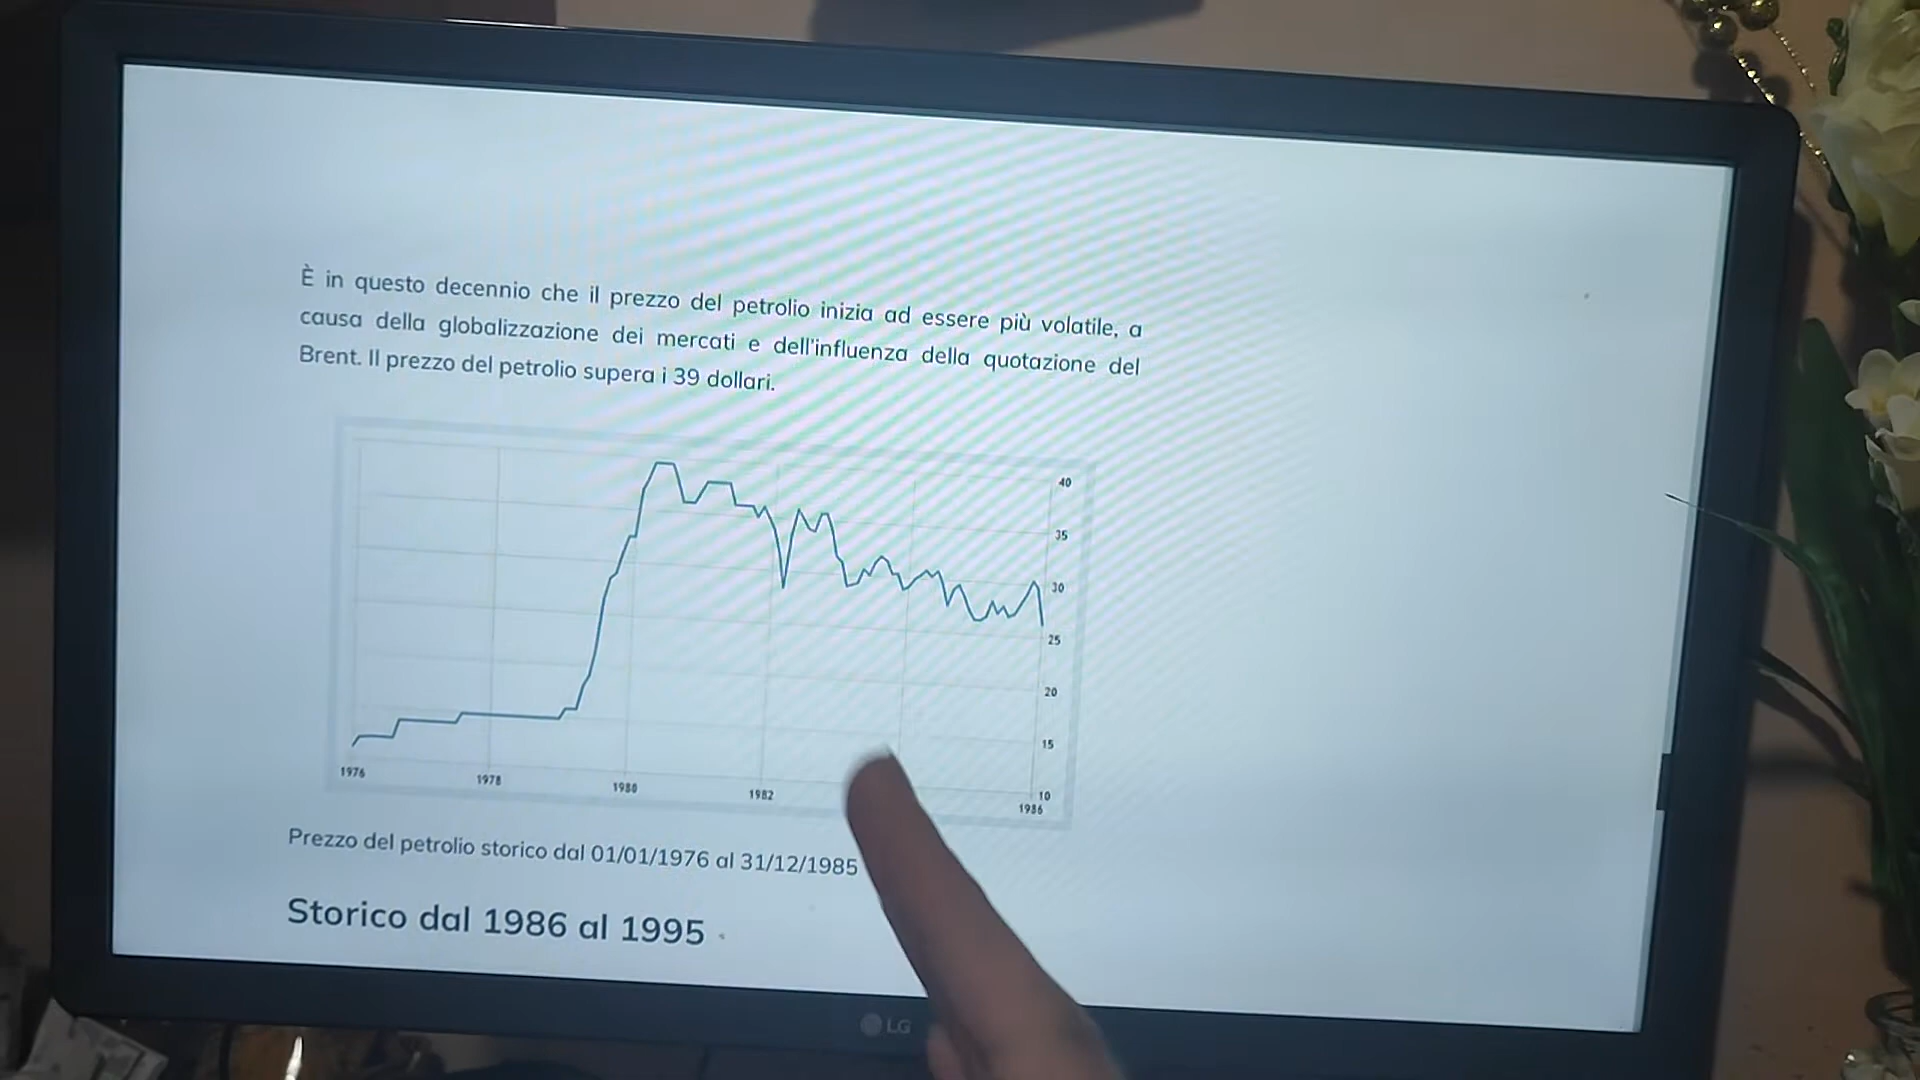 È in questo decennio che il prezzo del petrolio inizia ad essere più volatile, a
causa della globalizzazione dei mercati e dell'influenza della quotazione del
Brent. Il prezzo del petrolio supera i 39 dollari.
40
35
30
25
20
15
10
1976 1978 1980 1982 1986
Prezzo del petrolio storico dal 01/01/1976 al 31/12/1985
Storico dal 1986 al 1995
LG